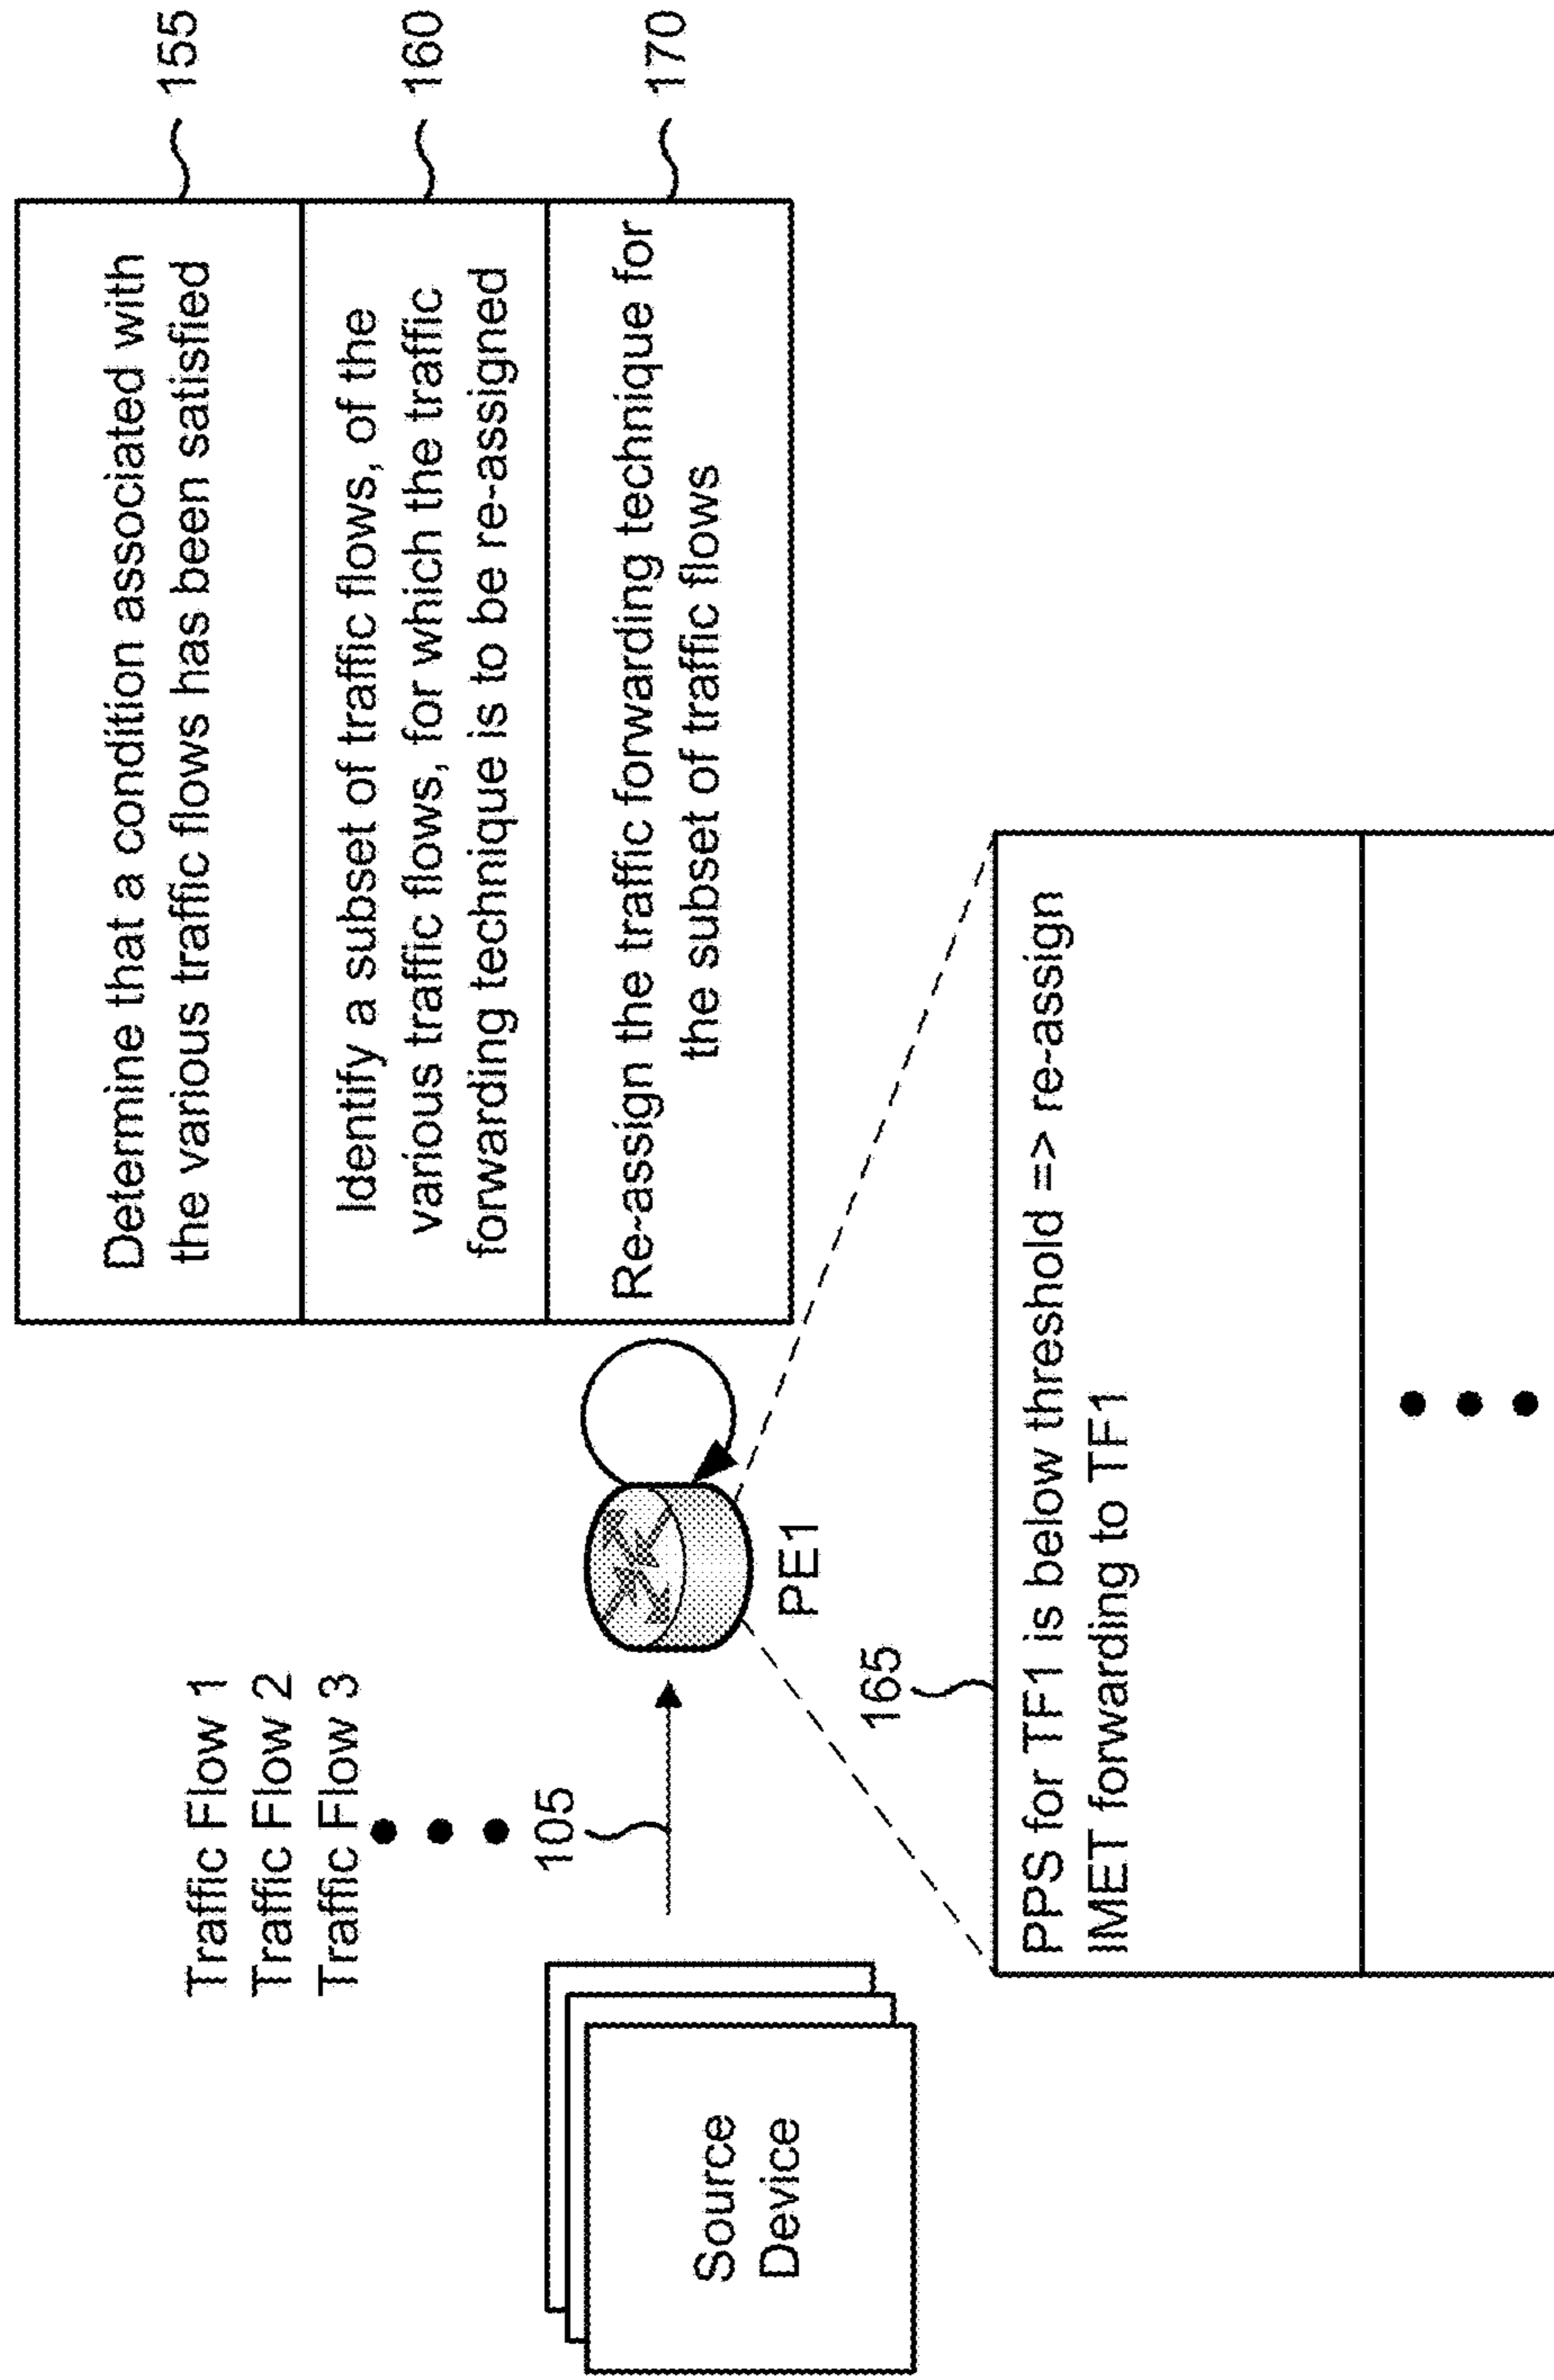 Determine that a condition associated with
the various traffic flows has been satisfied
155
Identify a subset of traffic flows, of the
various traffic flows, for which the traffic
forwarding technique is to be re-assigned
160
Re-assign the traffic forwarding technique for
the subset of traffic flows
170
Traffic Flow 1
Traffic Flow 2
Traffic Flow 3
105
Source
Device
PE1
165
PPS for TF1 is below threshold => re-assign
IMET forwarding to TF1